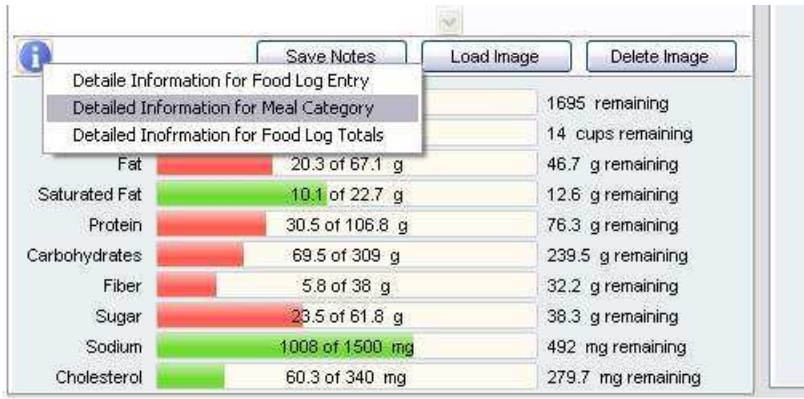 Save Notes Load Image Delete Image
Detaile Information for Food Log Entry
Detailed Information for Meal Category
1695 remaining
Detailed Inofrmation for Food Log Totals
14 cups remaining
Fat 20.3 of 67.1 g 46.7 g remaining
Saturated Fat 10.1 of 22.7 g 12.6 g remaining
Protein 30.5 of 106.8 g 76.3 g remaining
Carbohydrates 69.5 of 309 g 239.5 g remaining
Fiber 5.8 of 38 g 32.2 g remaining
Sugar 23.5 of 61.8 g 38.3 g remaining
Sodium 1008 of 1500 mg 492 mg remaining
Cholesterol 60.3 of 340 mg 279.7 mg remaining